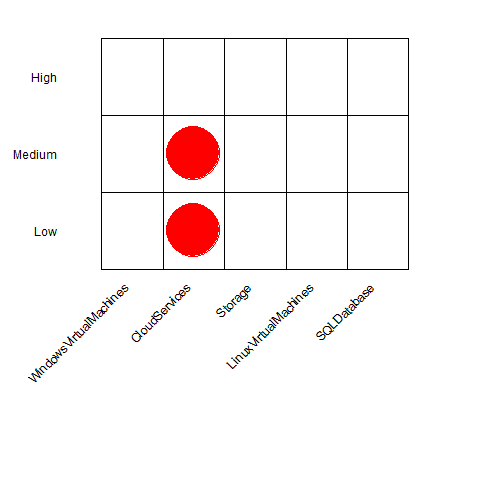 High
Medium
Low
WindowsVirtualMachines
CloudServices
Storage
LinuxVirtualMachines
SQLDatabase